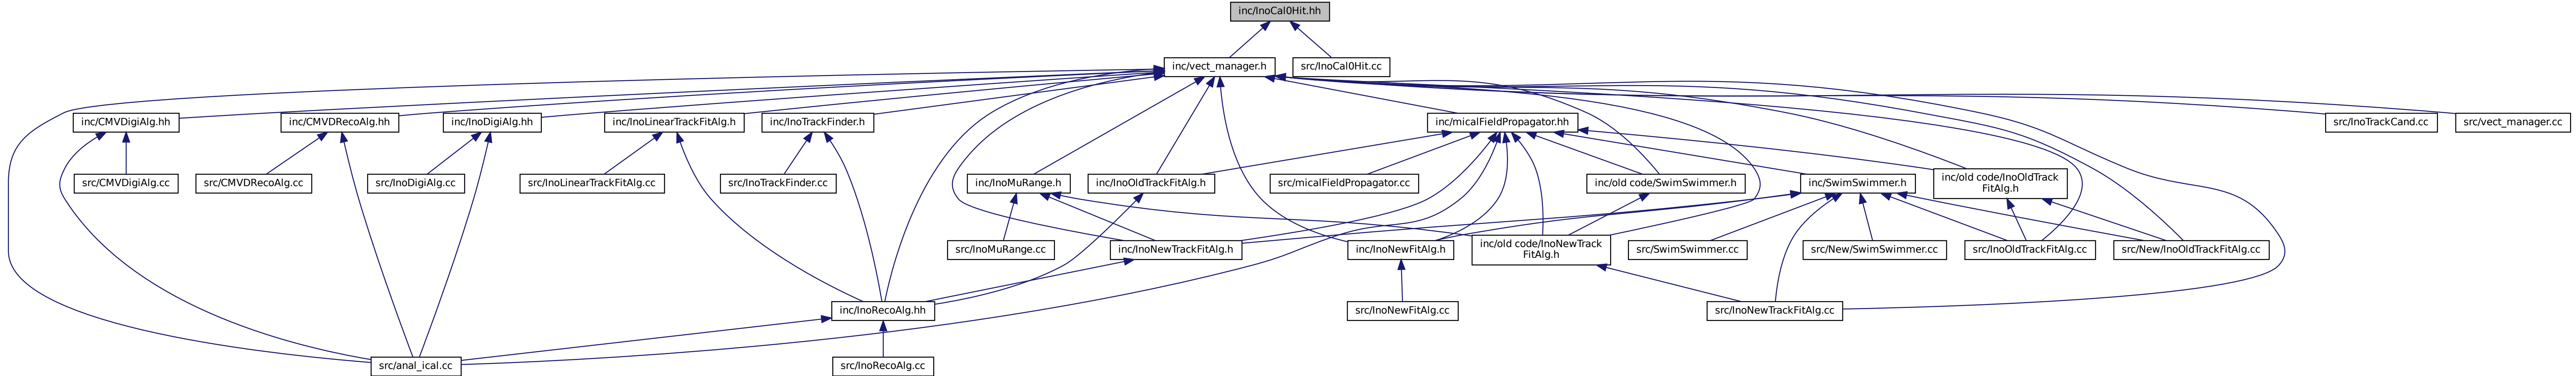 inc/InoCal0Hit.hh
inc/vect_manager.h
src/InoCal0Hit.cc
inc/CMVDigiAlg.hh
inc/CMVDRecoAlg.hh
inc/InoDigiAlg.hh
inc/InoLinearTrackFitAlg.h
inc/InoTrackFinder.h
inc/micalFieldPropagator.hh
src/InoTrackCand.cc
src/vect_manager.cc
src/CMVDigiAlg.cc
src/CMVDRecoAlg.cc
src/InoDigiAlg.cc
src/InoLinearTrackFitAlg.cc
src/InoTrackFinder.cc
inc/InoMuRange.h
inc/InoOldTrackFitAlg.h
src/micalFieldPropagator.cc
inc/old code/SwimSwimmer.h
inc/SwimSwimmer.h
inc/old code/InoOldTrack
FitAlg.h
src/InoMuRange.cc
inc/InoNewTrackFitAlg.h
inc/InoNewFitAlg.h
inc/old code/InoNewTrack
FitAlg.h
src/SwimSwimmer.cc
src/New/SwimSwimmer.cc
src/InoOldTrackFitAlg.cc
src/New/InoOldTrackFitAlg.cc
inc/InoRecoAlg.hh
src/InoNewFitAlg.cc
src/InoNewTrackFitAlg.cc
src/anal_ical.cc
src/InoRecoAlg.cc